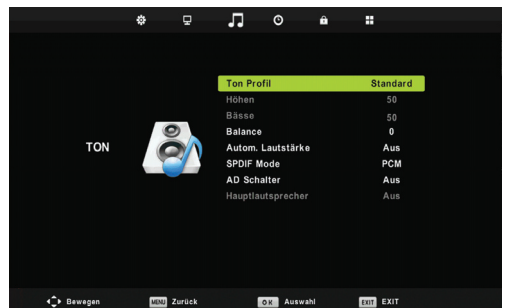 Ton Profil Standard
Höhen 50
Bässe 50
Balance 0
TON
Autom. Lautstärke Aus
SPDIF Mode PCM
AD Schalter Aus
Hauptlautsprecher Aus
Bewegen MENU Zurück OK Auswahl EXIT EXIT